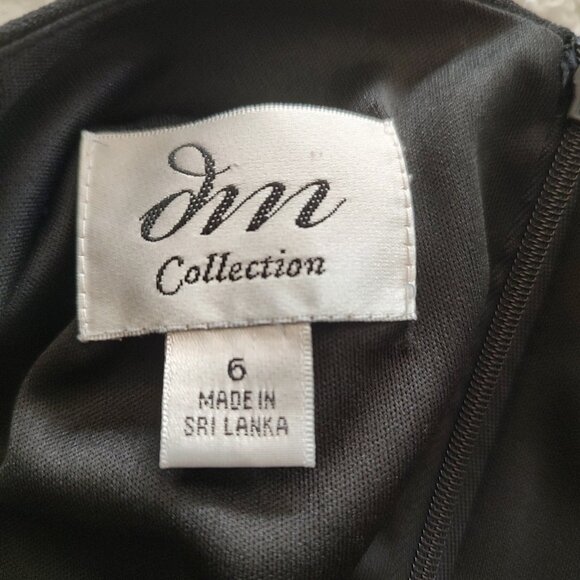 dm
Collection
6
MADE IN
SRI LANKA